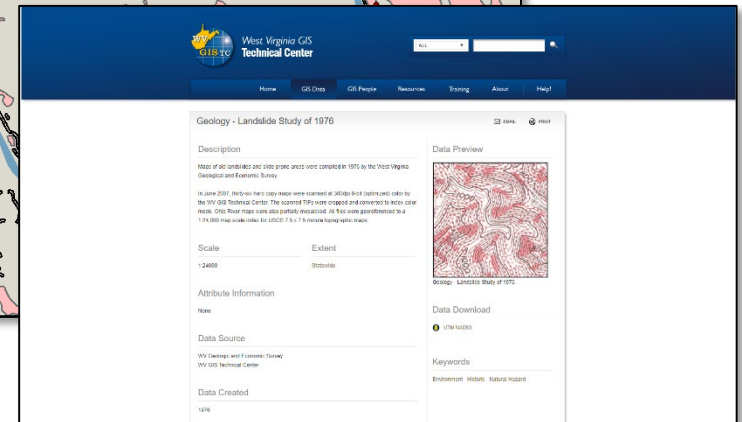 WV
GIS TC
West Virginia GIS
Technical Center
ALL
Home GIS Data GIS People Resources Training About Help!
Geology - Landslide Study of 1976
EMAIL PRINT
Description
Maps of old landslides and slide prone areas were compiled in 1976 by the West Virginia
Geological and Economic Survey.
In June 2007, thirty-six hard copy maps were scanned at 300dpi 8-bit (optimized) color by
the WV GIS Technical Center. The scanned TIFs were cropped and converted to index color
mode. Ohio River maps were also partially mosaicked. All files were georeferenced to a
1:24,000 map scale index for USGS 7.5 x 7.5 minute topographic maps.
Scale Extent
1:24000 Statewide
Attribute Information
None
Data Source
WV Geologic and Economic Survey
WV GIS Technical Center
Data Created
1976
Data Preview
Geology - Landslide Study of 1976
Data Download
UTM NAD83
Keywords
Environment Historic Natural Hazard